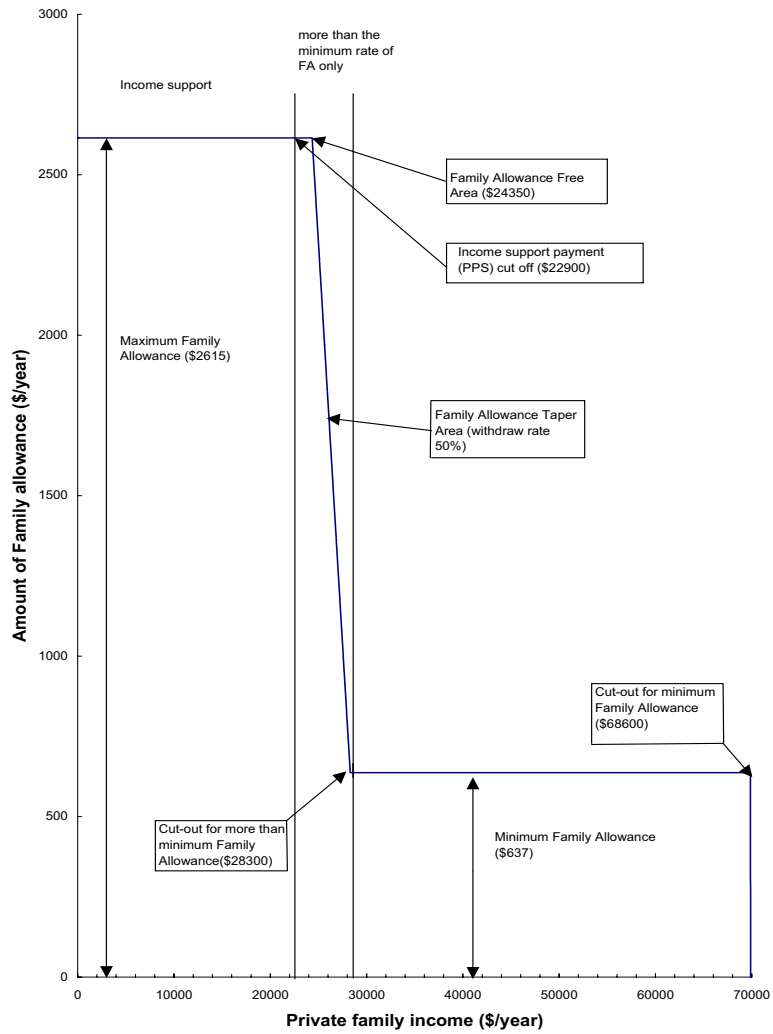 3000
more than the
minimum rate of
FA only
Income support
2500
Family Allowance Free
Area ($24350)
Income support payment
(PPS) cut off ($22900)
2000
Maximum Family
Allowance ($2615)
Family Allowance Taper
Area (withdraw rate
50%)
1500
Amount of Family allowance ($/year)
1000
Cut-out for minimum
Family Allowance
($68600)
500
Cut-out for more than
minimum Family
Allowance($28300)
Minimum Family Allowance
($637)
0
0 10000 20000 30000 40000 50000 60000 70000
Private family income ($/year)